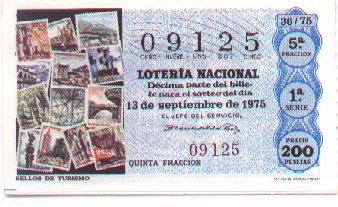 36/75
09125
CERO NUEVE UNO DOS CINCO
5ª
FRACCION
LOTERÍA NACIONAL
Décima parte del bille-
te para el sorteo del día
13 de septiembre de 1975
EL JEFE DEL SERVICIO,
1ª
SERIE
09125
PRECIO
200
PESETAS
QUINTA FRACCION
SELLOS DE TURISMO